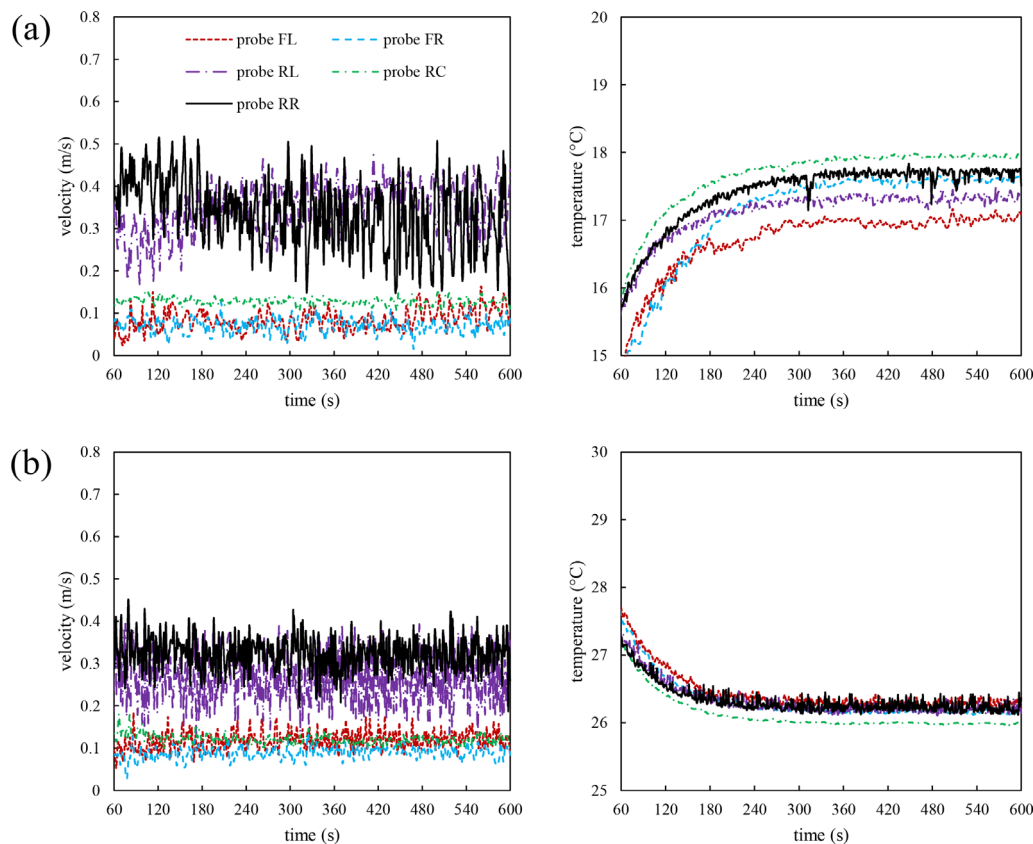 (a)
0.8
0.7
0.6
0.5
0.4
0.3
0.2
0.1
0
velocity (m/s)
probe FL
probe FR
probe RL
probe RC
probe RR
60 120 180 240 300 360 420 480 540 600
time (s)
20
19
18
17
16
15
temperature (°C)
60 120 180 240 300 360 420 480 540 600
time (s)
(b)
0.8
0.7
0.6
0.5
0.4
0.3
0.2
0.1
0
velocity (m/s)
60 120 180 240 300 360 420 480 540 600
time (s)
30
29
28
27
26
25
temperature (°C)
60 120 180 240 300 360 420 480 540 600
time (s)